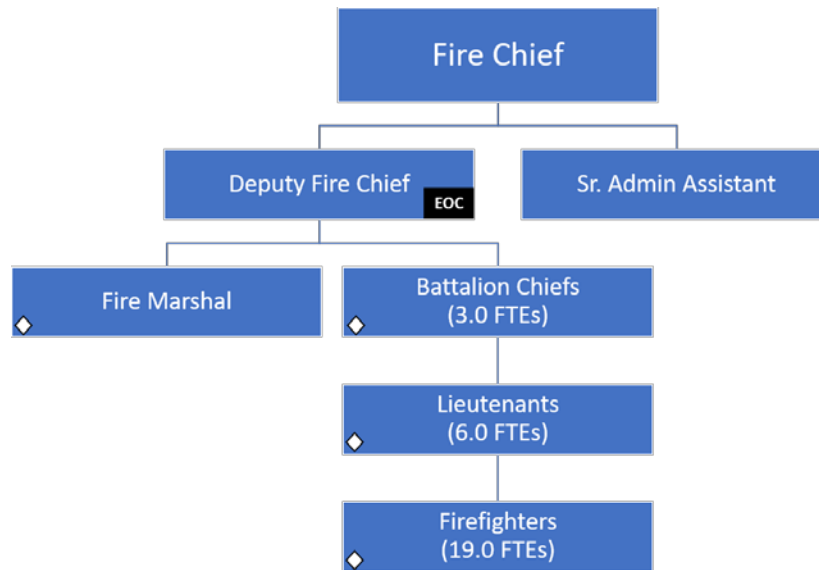 Fire Chief
Deputy Fire Chief
EOC
Sr. Admin Assistant
Fire Marshal
Battalion Chiefs
(3.0 FTEs)
Lieutenants
(6.0 FTEs)
Firefighters
(19.0 FTEs)